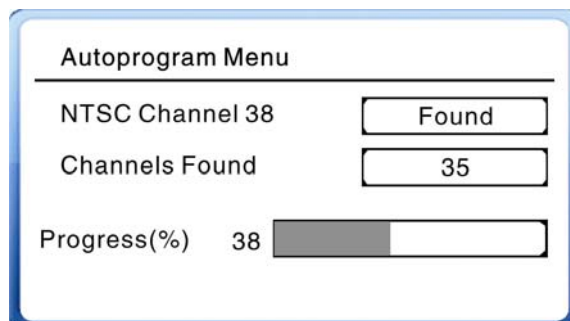 Autoprogram Menu
NTSC Channel 38 Found
Channels Found 35
Progress(%) 38